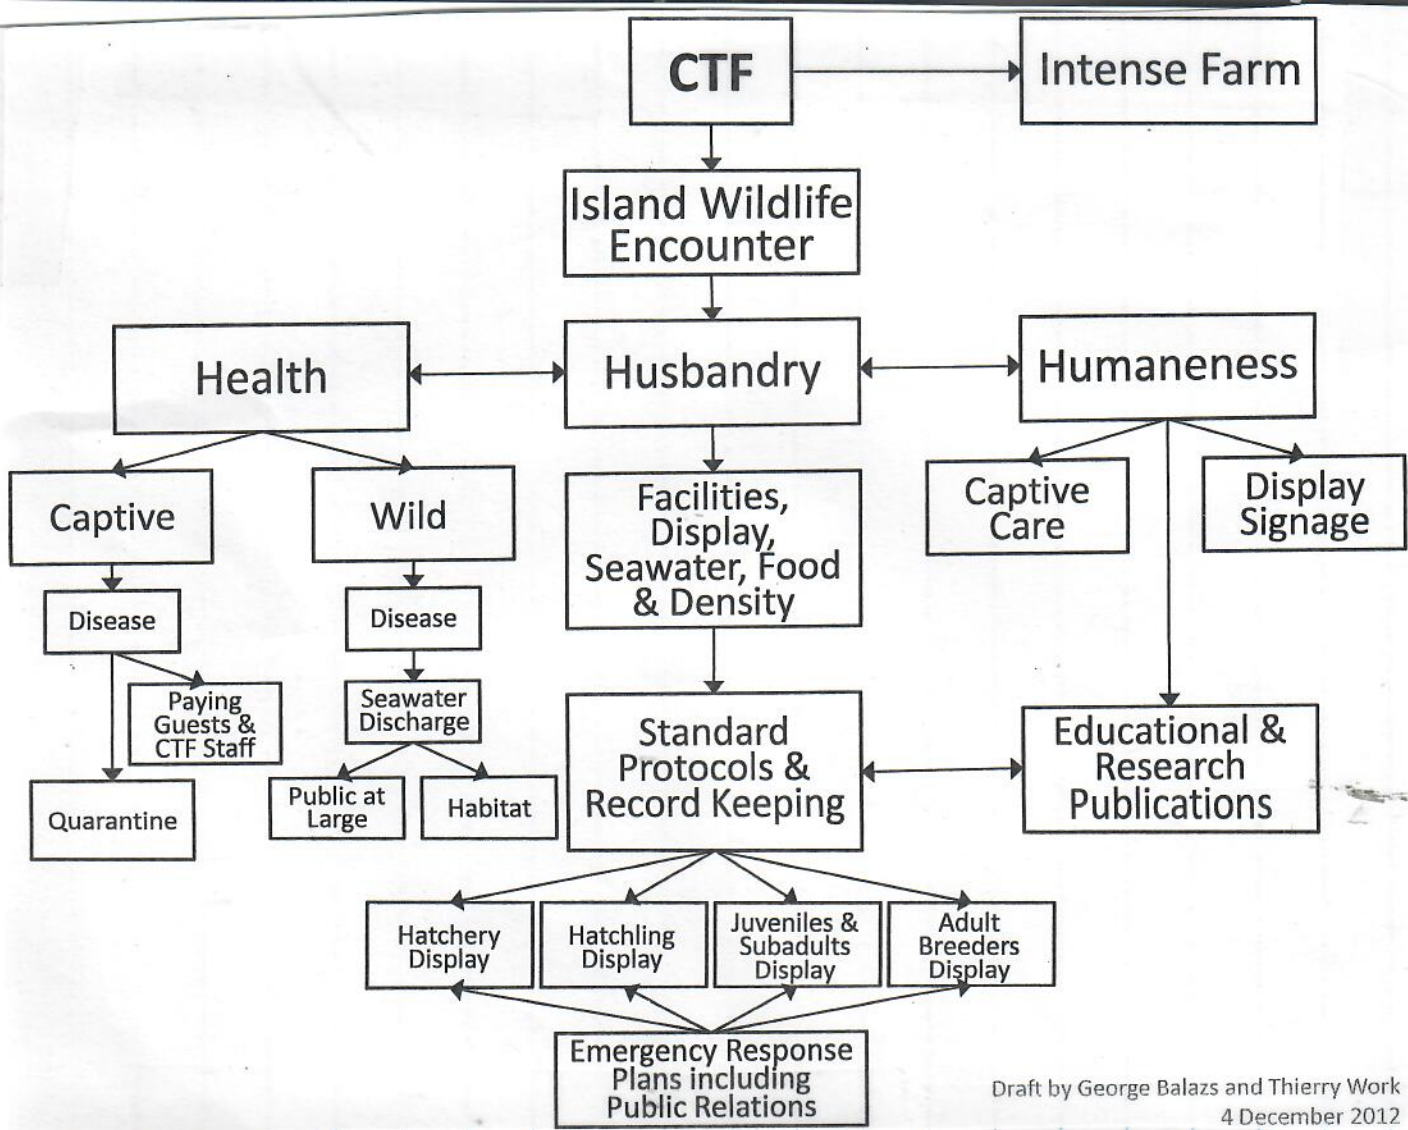 CTF
Intense Farm
Island Wildlife
Encounter
Health
Husbandry
Humaneness
Captive
Wild
Facilities,
Display,
Seawater, Food
& Density
Captive
Care
Display
Signage
Disease
Disease
Paying
Guests &
CTF Staff
Seawater
Discharge
Standard
Protocols &
Record Keeping
Educational &
Research
Publications
Quarantine
Public at
Large
Habitat
Hatchery
Display
Hatchling
Display
Juveniles &
Subadults
Display
Adult
Breeders
Display
Emergency Response
Plans including
Public Relations
Draft by George Balazs and Thierry Work
4 December 2012